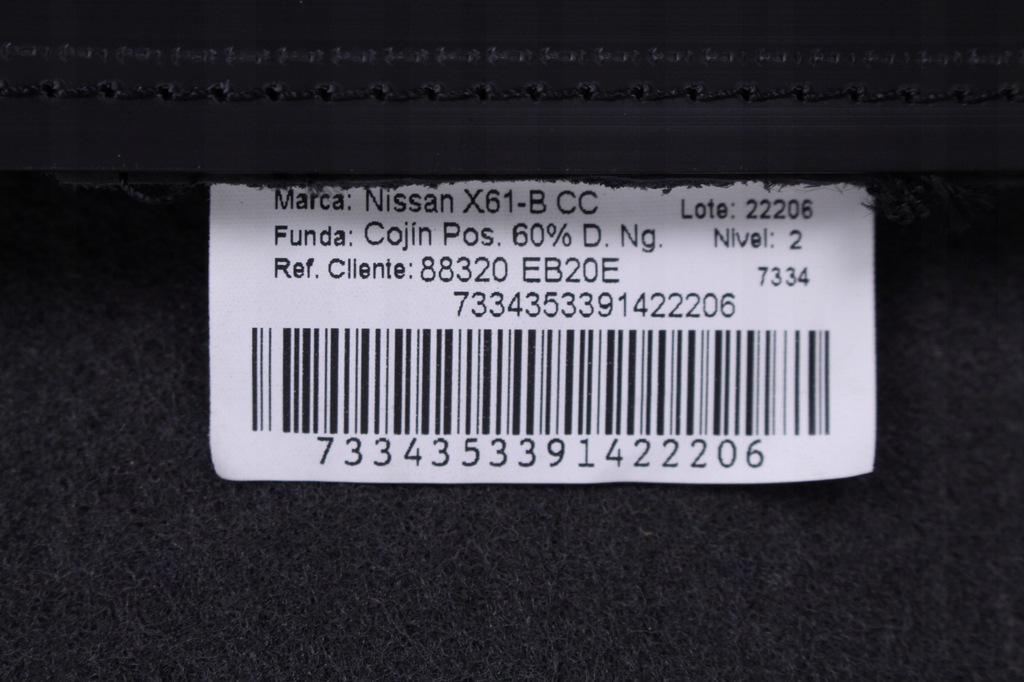 Marca: Nissan X61-B CC Lote: 22206
Funda: Cojín Pos. 60% D. Ng. Nivel: 2
Ref. Cliente: 88320 EB20E 7334
7334353391422206
7334353391422206